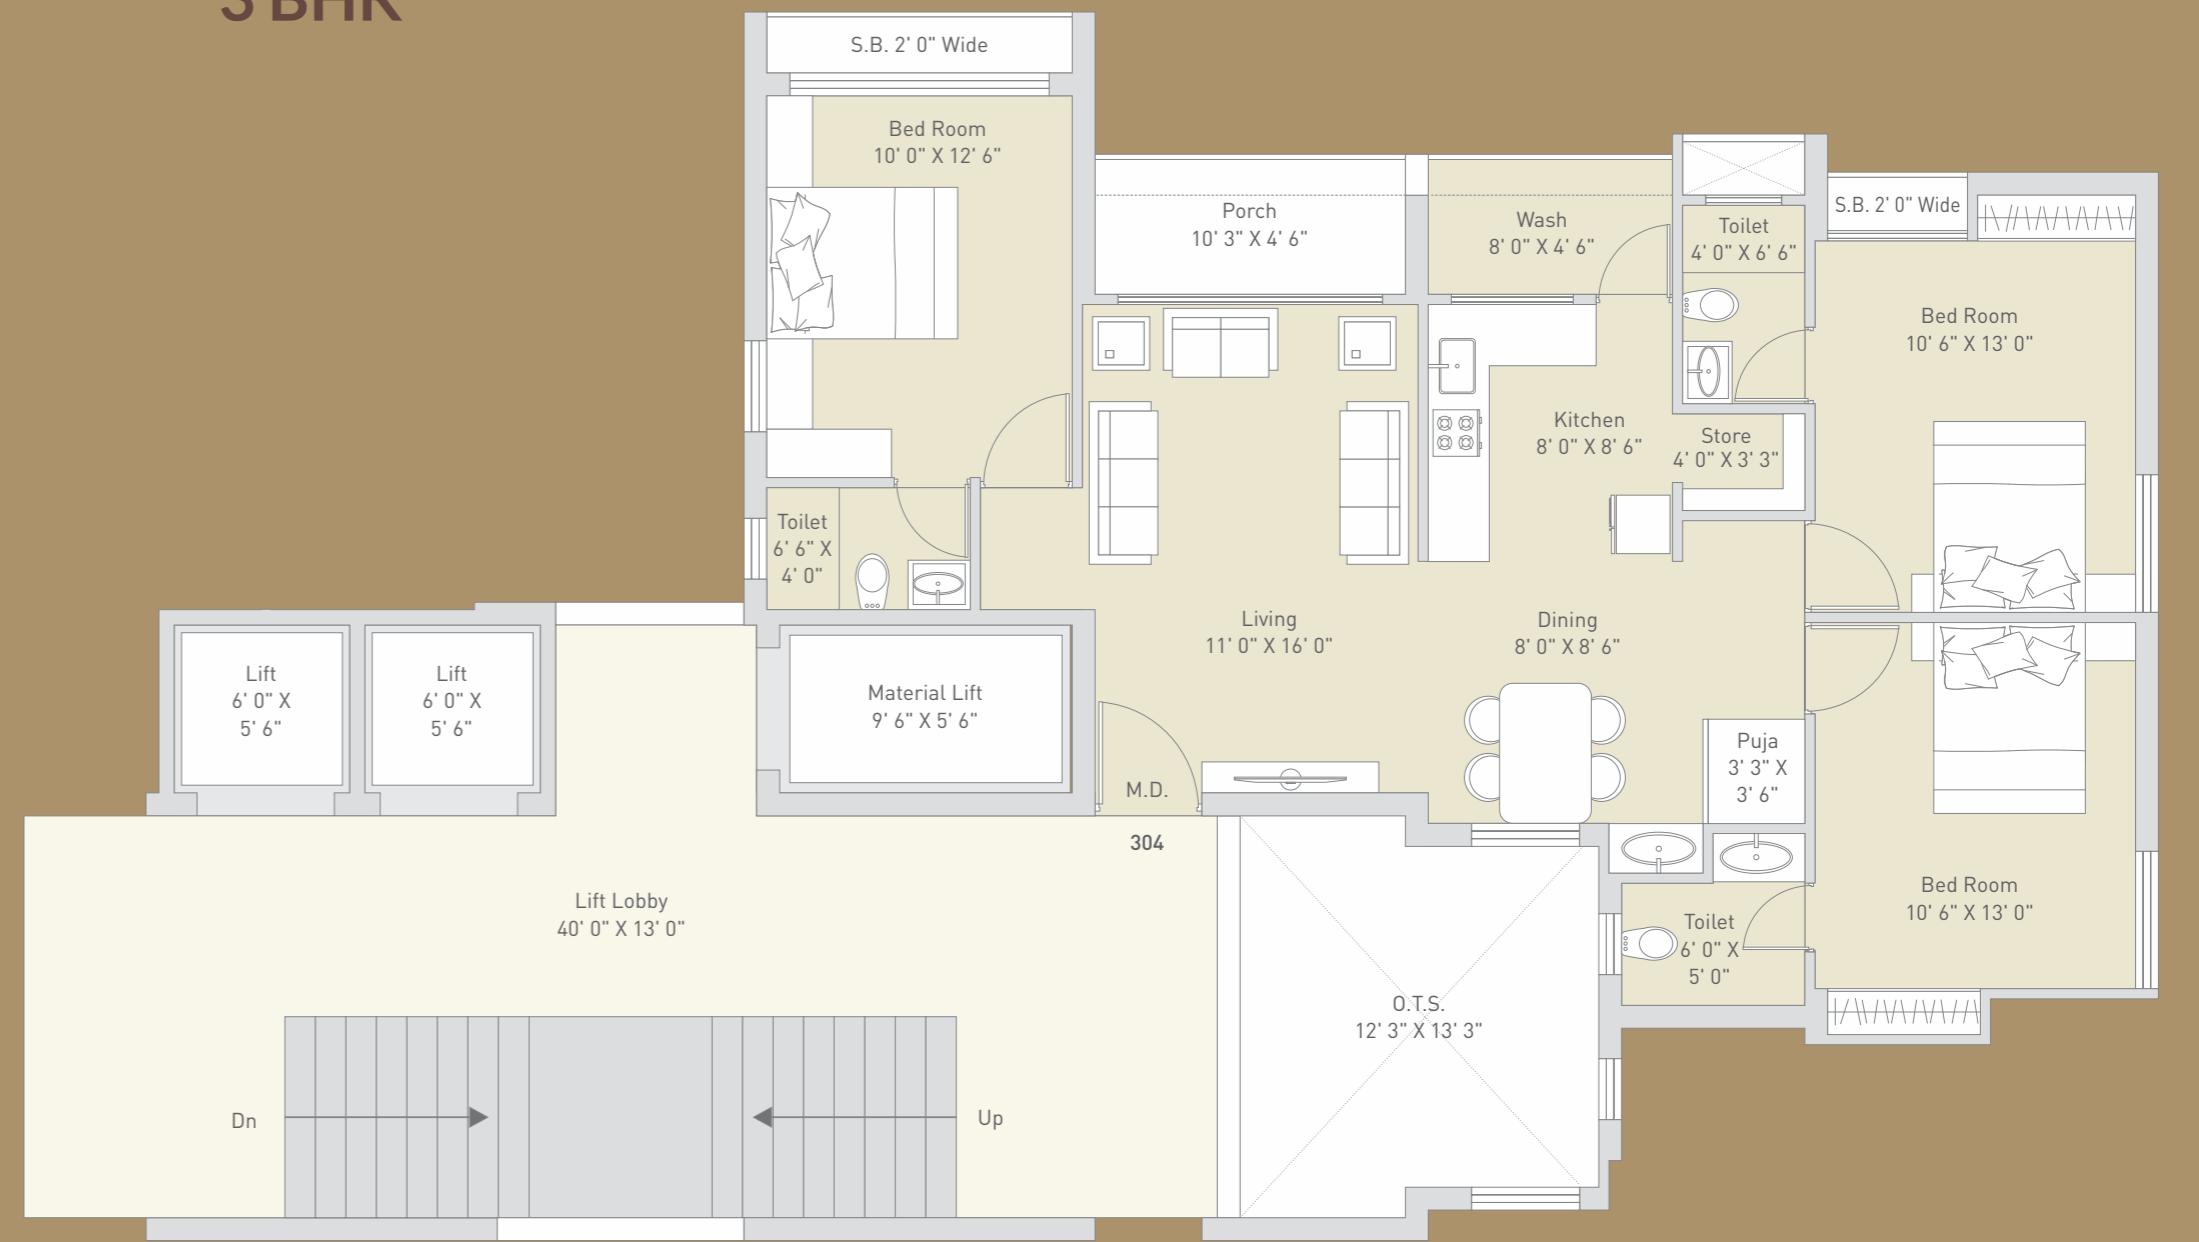 3 BHK
S.B. 2' 0" Wide
Bed Room
10' 0" X 12' 6"
Porch
10' 3" X 4' 6"
Wash
8' 0" X 4' 6"
Toilet
4' 0" X 6' 6"
S.B. 2' 0" Wide
Bed Room
10' 6" X 13' 0"
Kitchen
8' 0" X 8' 6"
Store
4' 0" X 3' 3"
Toilet
6' 6" X
4' 0"
Living
11' 0" X 16' 0"
Dining
8' 0" X 8' 6"
Lift
6' 0" X
5' 6"
Lift
6' 0" X
5' 6"
Material Lift
9' 6" X 5' 6"
M.D.
Puja
3' 3" X
3' 6"
304
Lift Lobby
40' 0" X 13' 0"
Bed Room
10' 6" X 13' 0"
Toilet
6' 0" X
5' 0"
O.T.S.
12' 3" X 13' 3"
Dn
Up